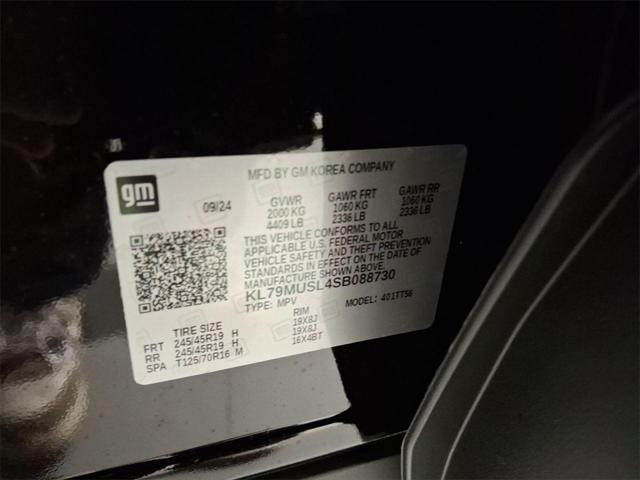 gm
MFD BY GM KOREA COMPANY
09/24
GVWR GAWR FRT GAWR RR
2000 KG 1060 KG 1060 KG
4409 LB 2336 LB 2336 LB
THIS VEHICLE CONFORMS TO ALL
APPLICABLE U.S. FEDERAL MOTOR
VEHICLE SAFETY AND THEFT PREVENTION
STANDARDS IN EFFECT ON THE DATE OF
MANUFACTURE SHOWN ABOVE.
KL79MUSL4SB088730
TYPE: MPV MODEL: 401TT56
TIRE SIZE RIM
FRT 245/45R19 H 19X8J
RR 245/45R19 H 19X8J
SPA T125/70R16 M 16X4BT